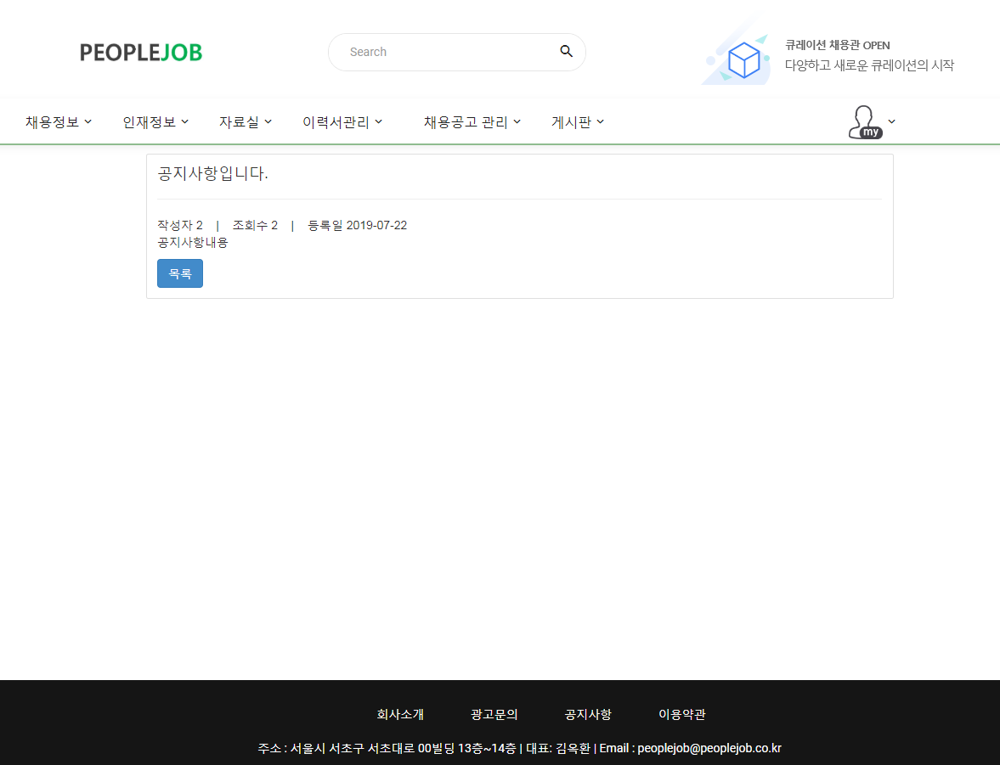 PEOPLEJOB
Search
큐레이션 채용관 OPEN
다양하고 새로운 큐레이션의 시작
채용정보 인재정보 자료실 이력서관리 채용공고 관리 게시판
my
공지사항입니다.
작성자 2 | 조회수 2 | 등록일 2019-07-22
공지사항내용
목록
회사소개 광고문의 공지사항 이용약관
주소 : 서울시 서초구 서초대로 00빌딩 13층~14층 | 대표: 김옥환 | Email : peoplejob@peoplejob.co.kr